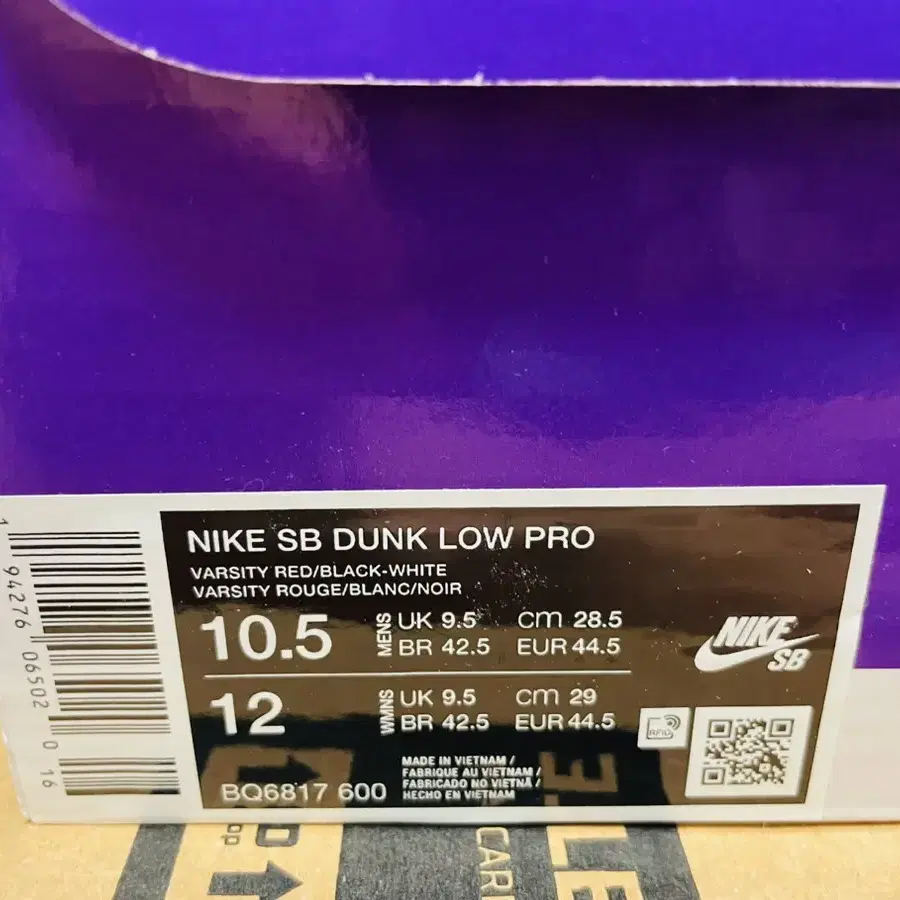 NIKE SB DUNK LOW PRO
VARSITY RED/BLACK-WHITE
VARSITY ROUGE/BLANC/NOIR
10.5 MENS UK 9.5 CM 28.5
BR 42.5 EUR 44.5
12 WMNS UK 9.5 CM 29
BR 42.5 EUR 44.5
NIKE
SB
RFID
BQ6817 600
MADE IN VIETNAM /
FABRIQUE AU VIETNAM /
FABRICADO NO VIETNÃ /
HECHO EN VIETNAM
1 94276 06502 0 16
op
CAR
LE